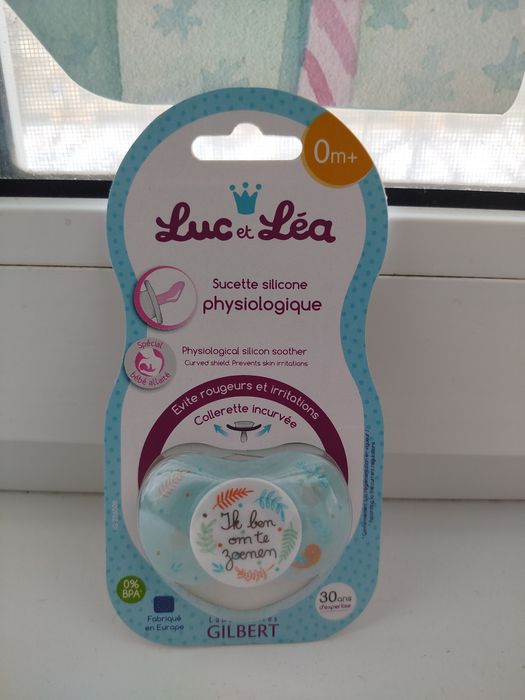 0m+
Luc et Léa
Sucette silicone
physiologique
Spécial
bébé allaité
Physiological silicon soother
Curved shield. Prevents skin irritations
Evite rougeurs et irritations
Collerette incurvée
Ik ben
om te
zoenen
0%
BPA
Fabriqué
en Europe
GILBERT
30 ans
d'expertise